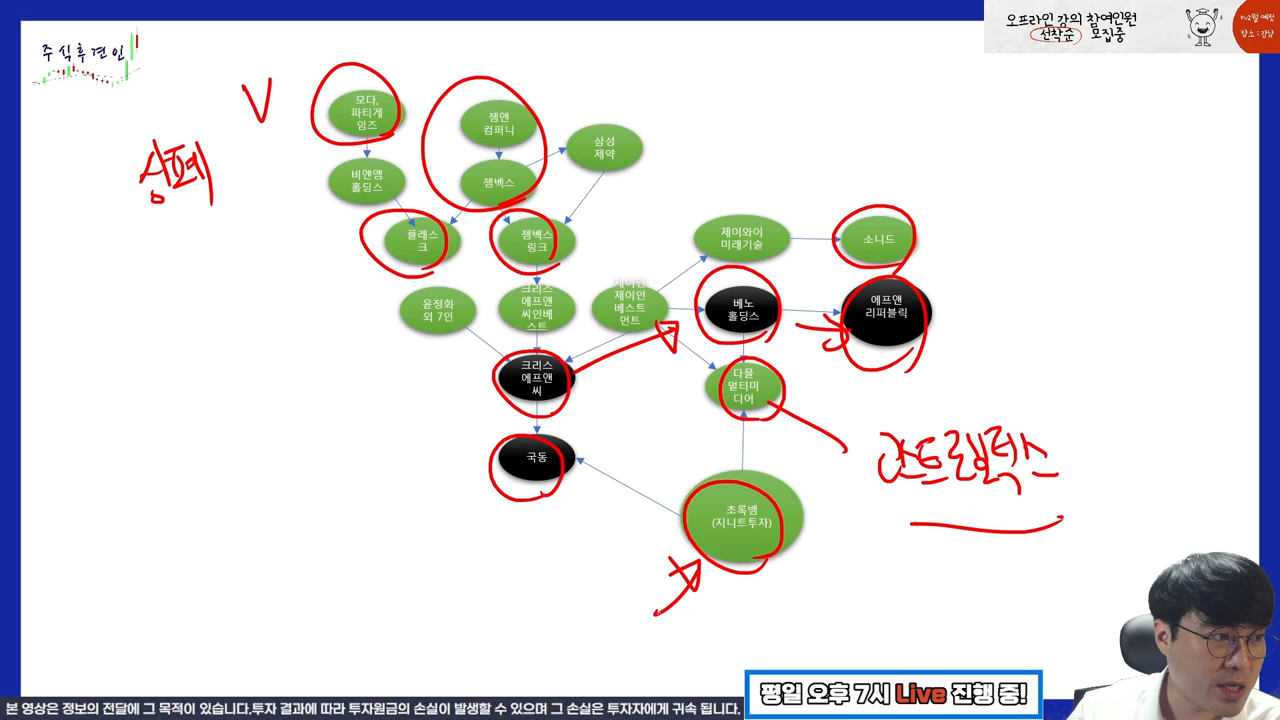 주식후견인
오프라인 강의 참여인원
선착순 모집중
장소 : 강남
V
상폐
모다,
파티게
임즈
젬앤
컴퍼니
삼성
제약
비엔엠
홀딩스
젬벡스
플래스
크
젬벡스
링크
제이와이
미래기술
소니드
윤정화
외 7인
크리스
에프앤
씨인베
스트
제이인
베스트
먼트
베노
홀딩스
에프앤
리퍼블릭
크리스
에프앤
씨
다믈
멀티미
디어
국동
초록뱀
(지니트투자)
평일 오후 7시 Live 진행 중!
본 영상은 정보의 전달에 그 목적이 있습니다.투자 결과에 따라 투자원금의 손실이 발생할 수 있으며 그 손실은 투자자에게 귀속 됩니다.